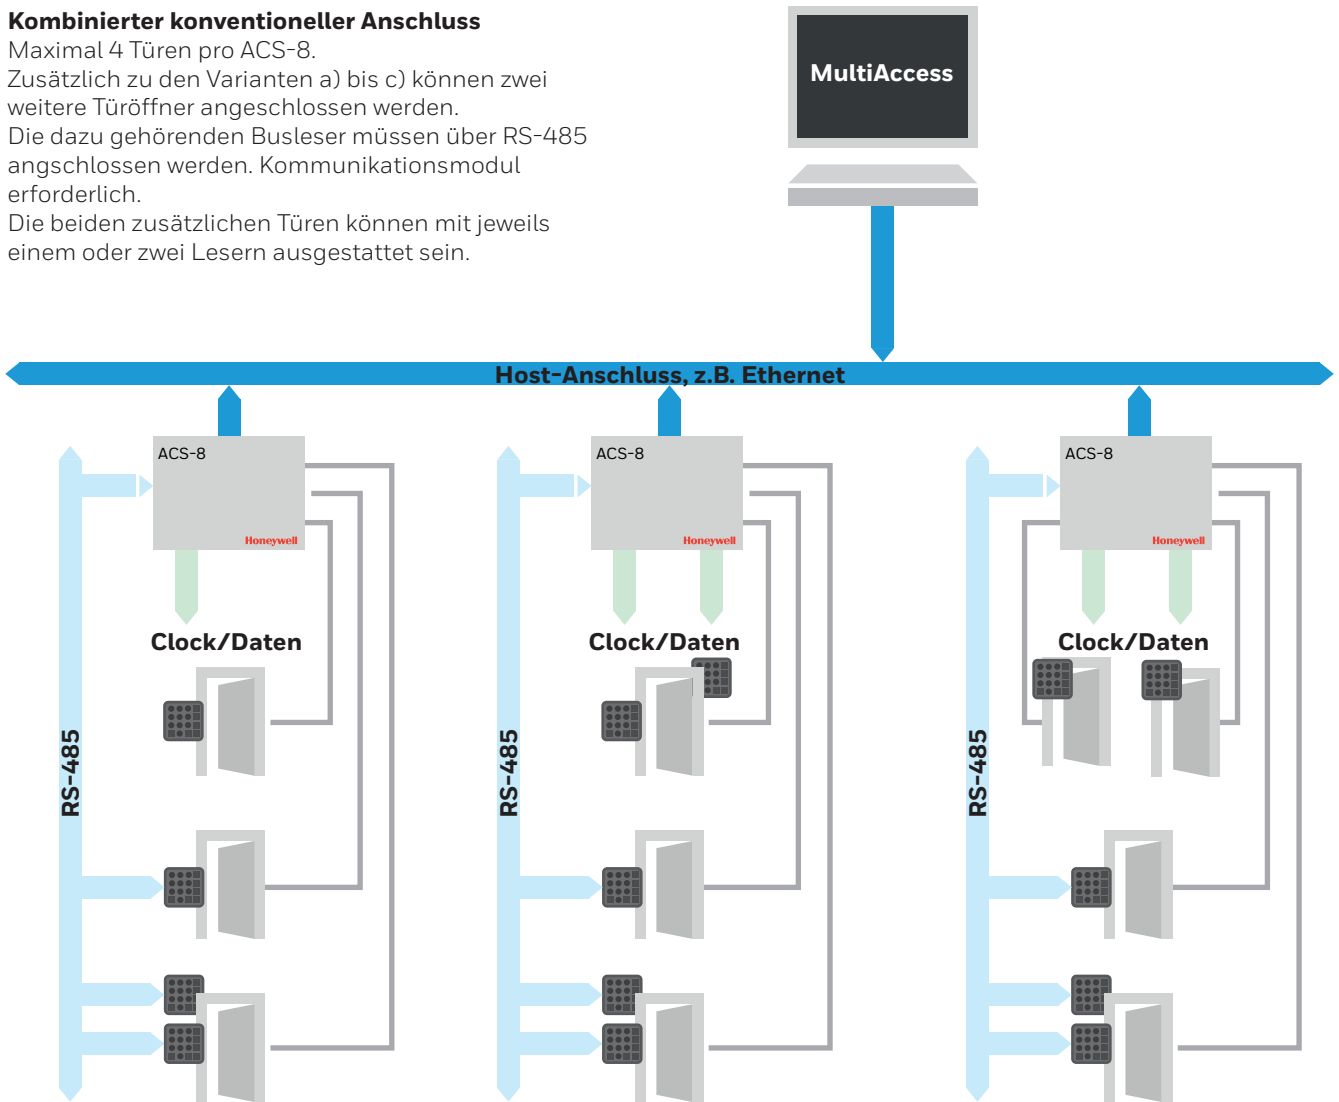 Kombinierter konventioneller Anschluss
Maximal 4 Türen pro ACS-8.
Zusätzlich zu den Varianten a) bis c) können zwei
weitere Türöffner angeschlossen werden.
Die dazu gehörenden Busleser müssen über RS-485
angschlossen werden. Kommunikationsmodul
erforderlich.
Die beiden zusätzlichen Türen können mit jeweils
einem oder zwei Lesern ausgestattet sein.
MultiAccess
Host-Anschluss, z.B. Ethernet
ACS-8
Honeywell
Clock/Daten
RS-485
ACS-8
Honeywell
Clock/Daten
RS-485
ACS-8
Honeywell
Clock/Daten
RS-485